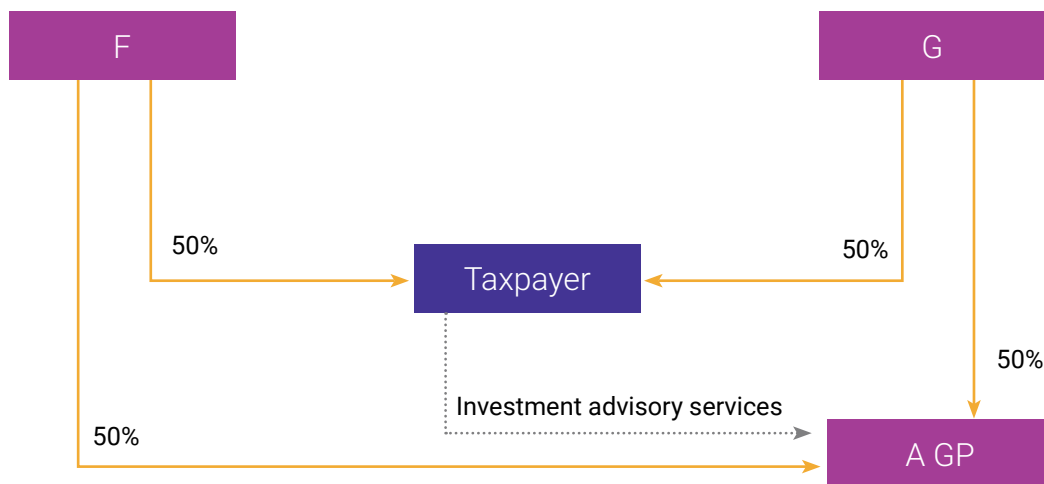 F
G
50%
50%
Taxpayer
50%
Investment advisory services
50%
A GP